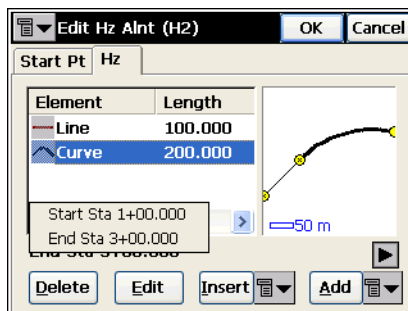 Edit Hz Alnt (H2) OK Cancel
Start Pt Hz
Element Length
Line 100.000
Curve 200.000
Start Sta 1+00.000
End Sta 3+00.000
50 m
Delete Edit Insert Add